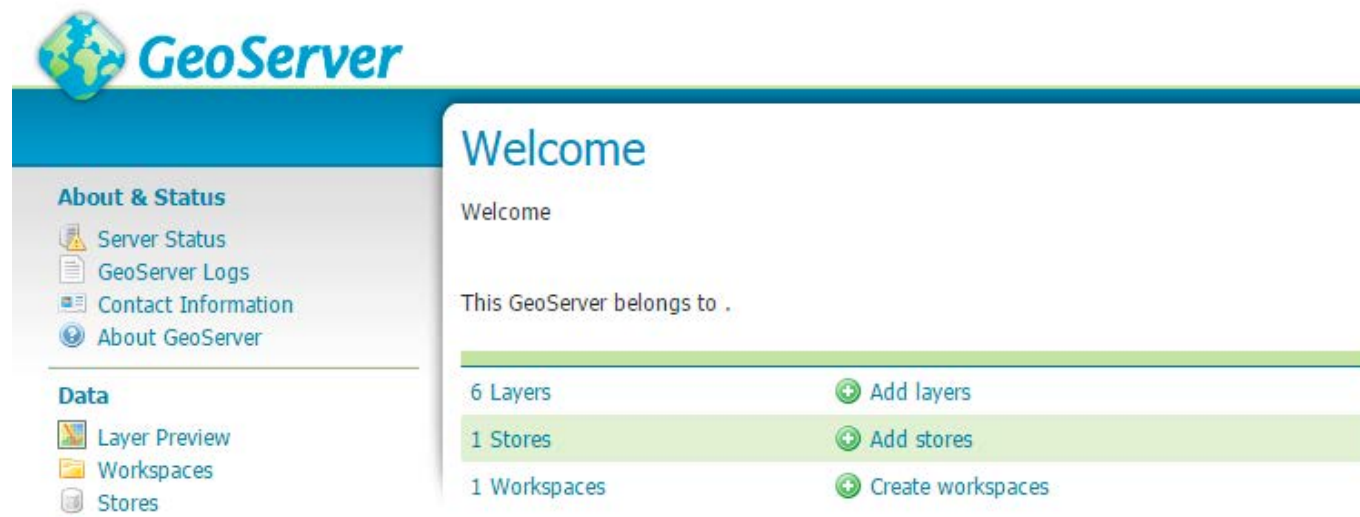 GeoServer
Welcome
Welcome
This GeoServer belongs to .
6 Layers Add layers
1 Stores Add stores
1 Workspaces Create workspaces
About & Status
Server Status
GeoServer Logs
Contact Information
About GeoServer
Data
Layer Preview
Workspaces
Stores